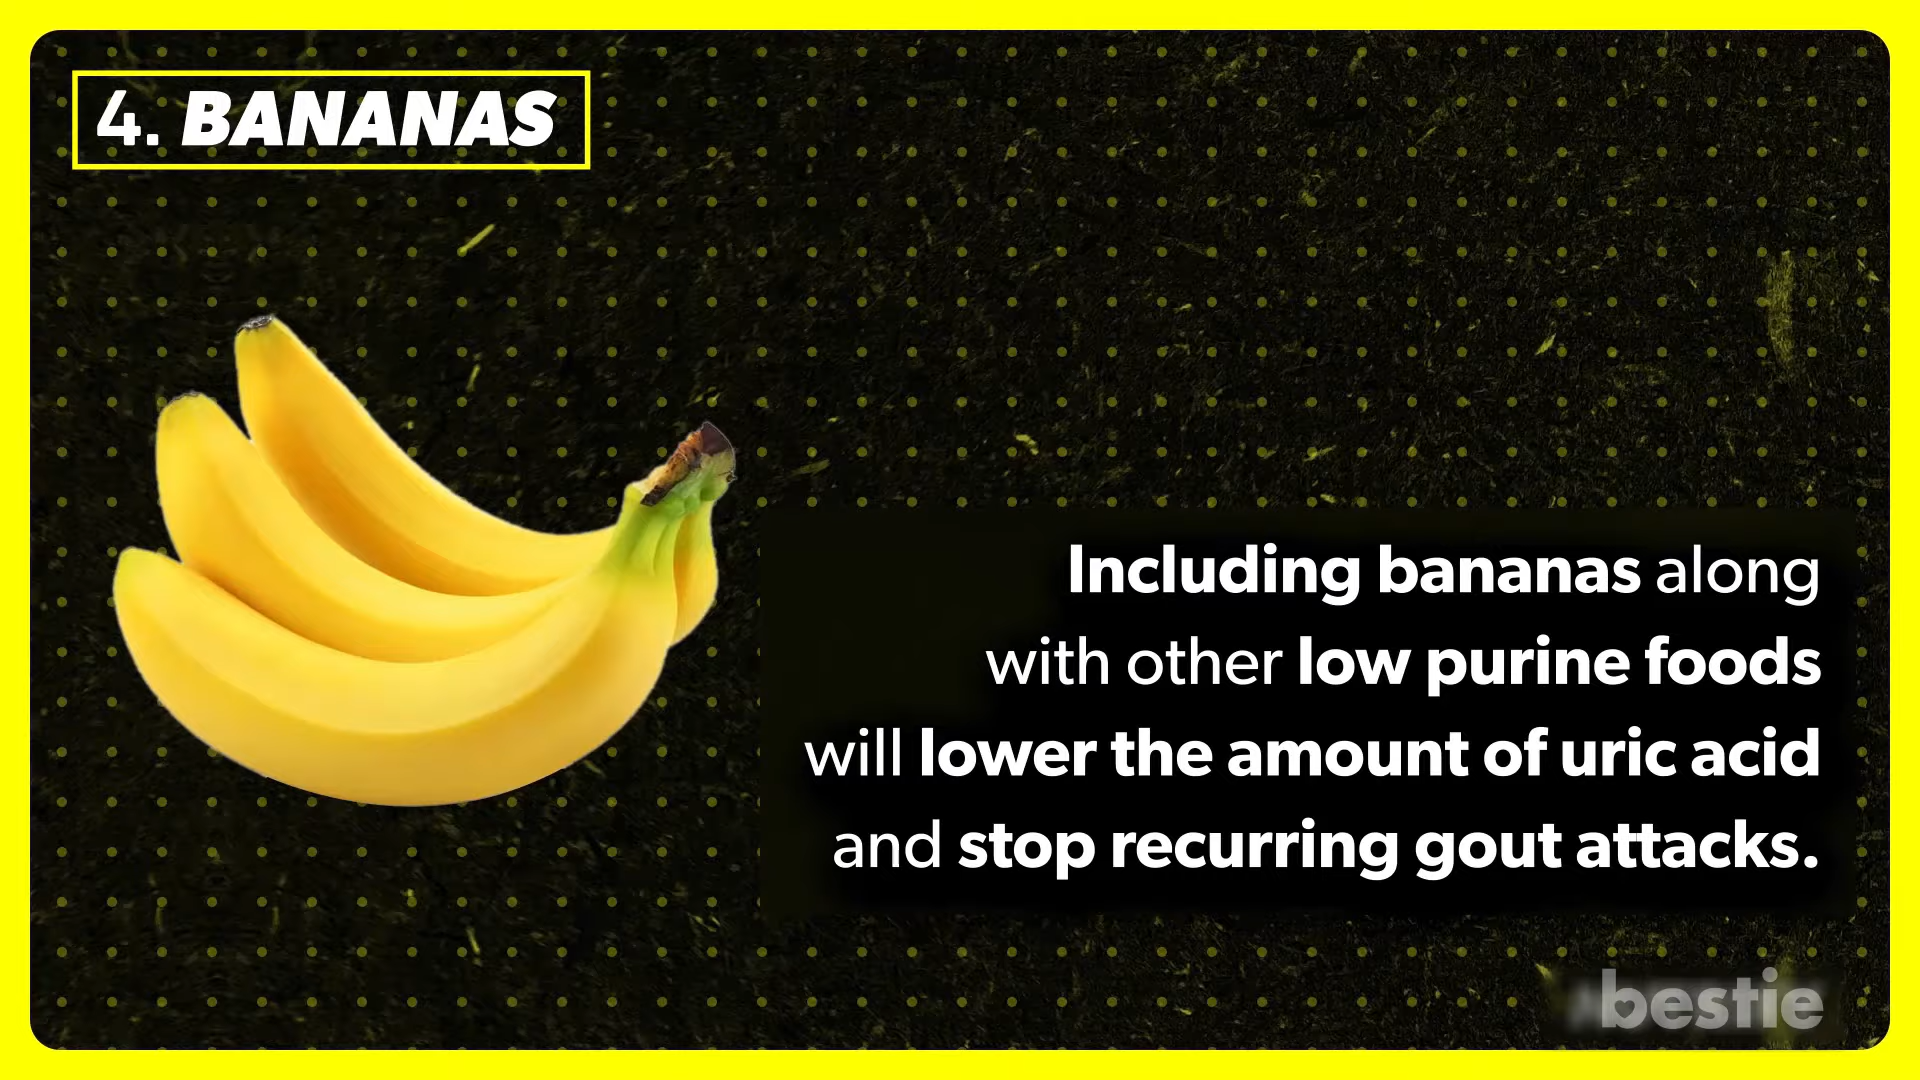 4. BANANAS
Including bananas along
with other low purine foods
will lower the amount of uric acid
and stop recurring gout attacks.
bestie